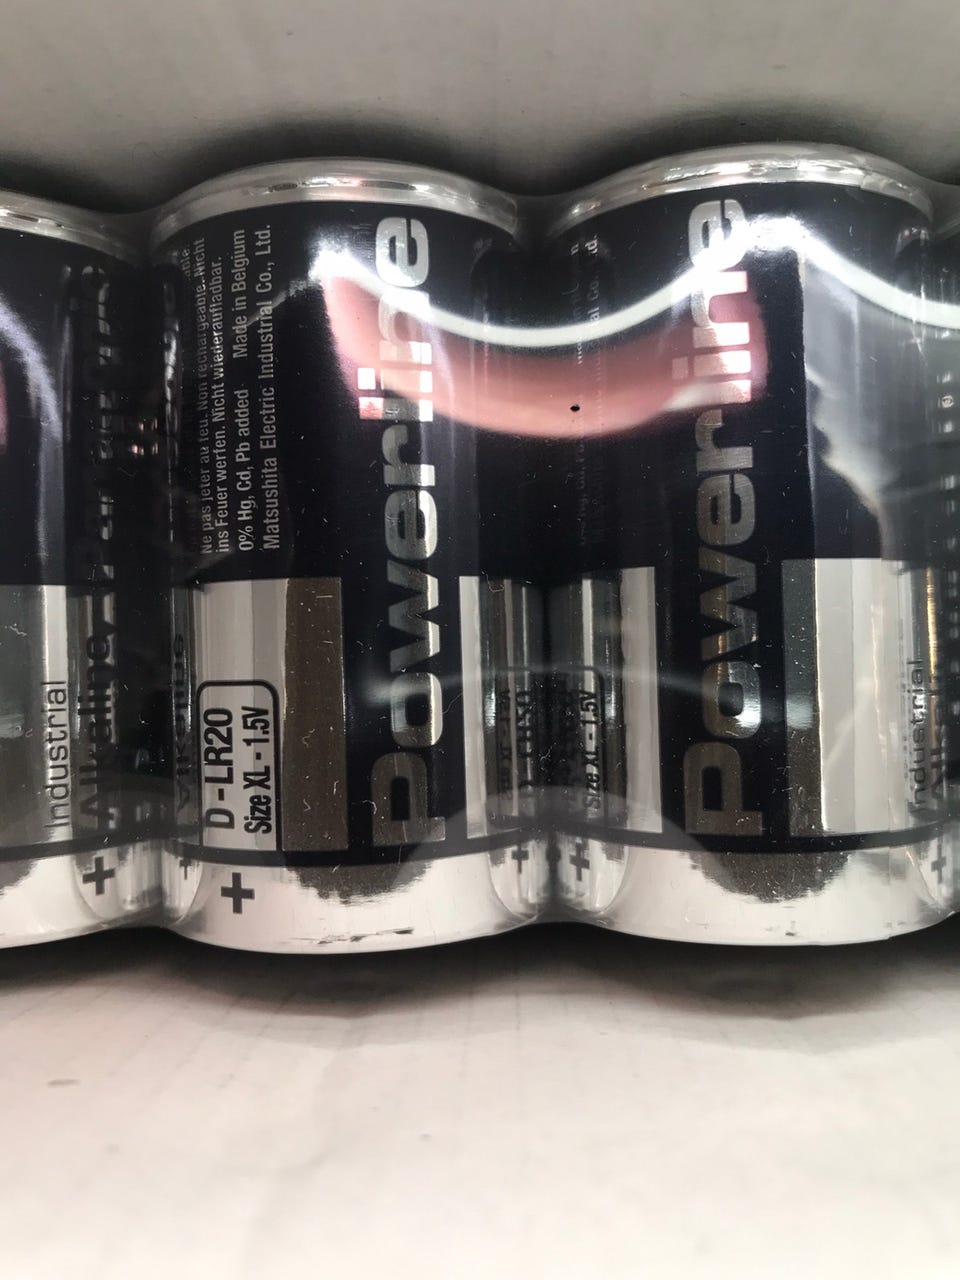 Industrial
Alkaline
+
Ne pas jeter au feu. Non rechargeable. Nicht
ins Feuer werfen. Nicht wiederaufladbar.
0% Hg, Cd, Pb added Made in Belgium
Matsushita Electric Industrial Co., Ltd.
D - LR20
Size XL - 1.5V
+
Powerline
Size XL - 1.5V
+
Powerline
Industrial
+